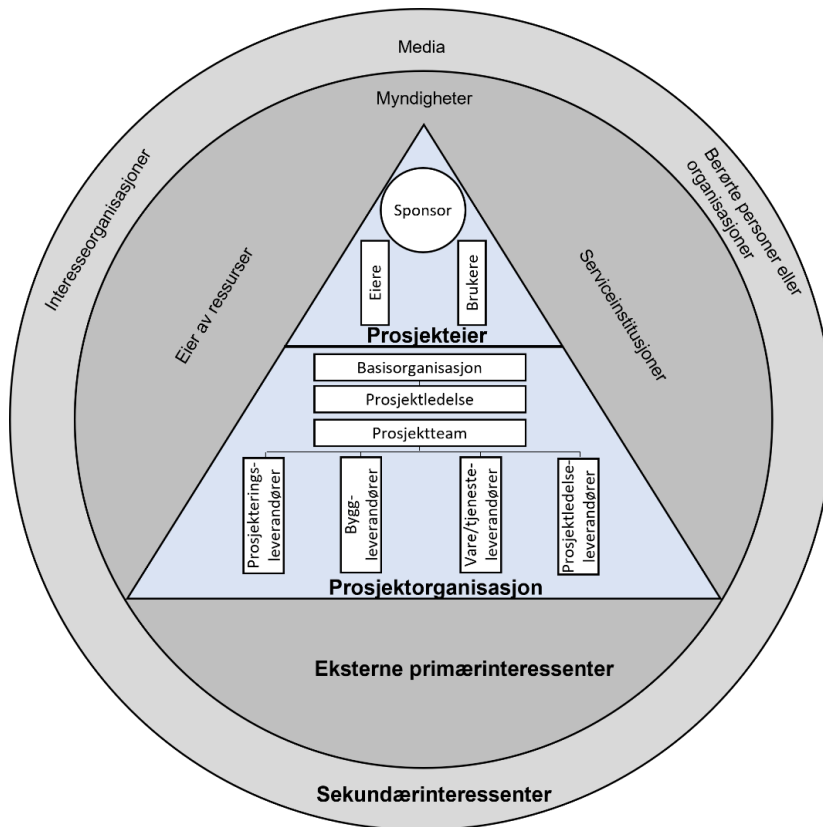 Media
Myndigheter
Interesseorganisasjoner
Berørte personer eller
organisasjoner
Sponsor
Eier av ressurser
Serviceinstitusjoner
Eiere
Brukere
Prosjekteier
Basisorganisasjon
Prosjektledelse
Prosjektteam
Prosjekterings-
leverandører
Bygg-
leverandører
Vare/tjeneste-
leverandører
Prosjektledelse-
leverandører
Prosjektorganisasjon
Eksterne primærinteressenter
Sekundærinteressenter